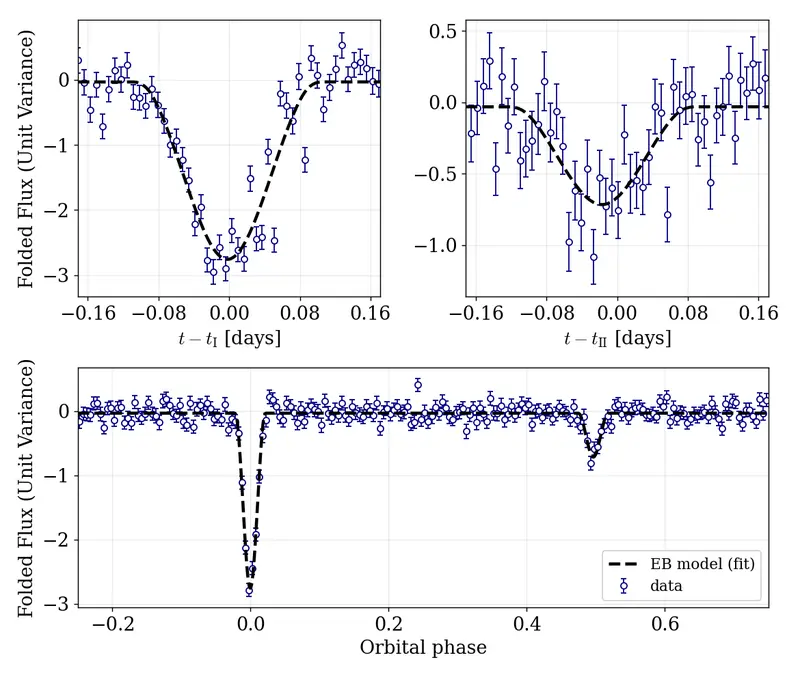 Folded Flux (Unit Variance)
0
−1
−2
−3
−0.16 −0.08 0.00 0.08 0.16
t − t_I [days]
0.5
0.0
−0.5
−1.0
−0.16 −0.08 0.00 0.08 0.16
t − t_II [days]
Folded Flux (Unit Variance)
0
−1
−2
−3
EB model (fit)
data
−0.2 0.0 0.2 0.4 0.6
Orbital phase